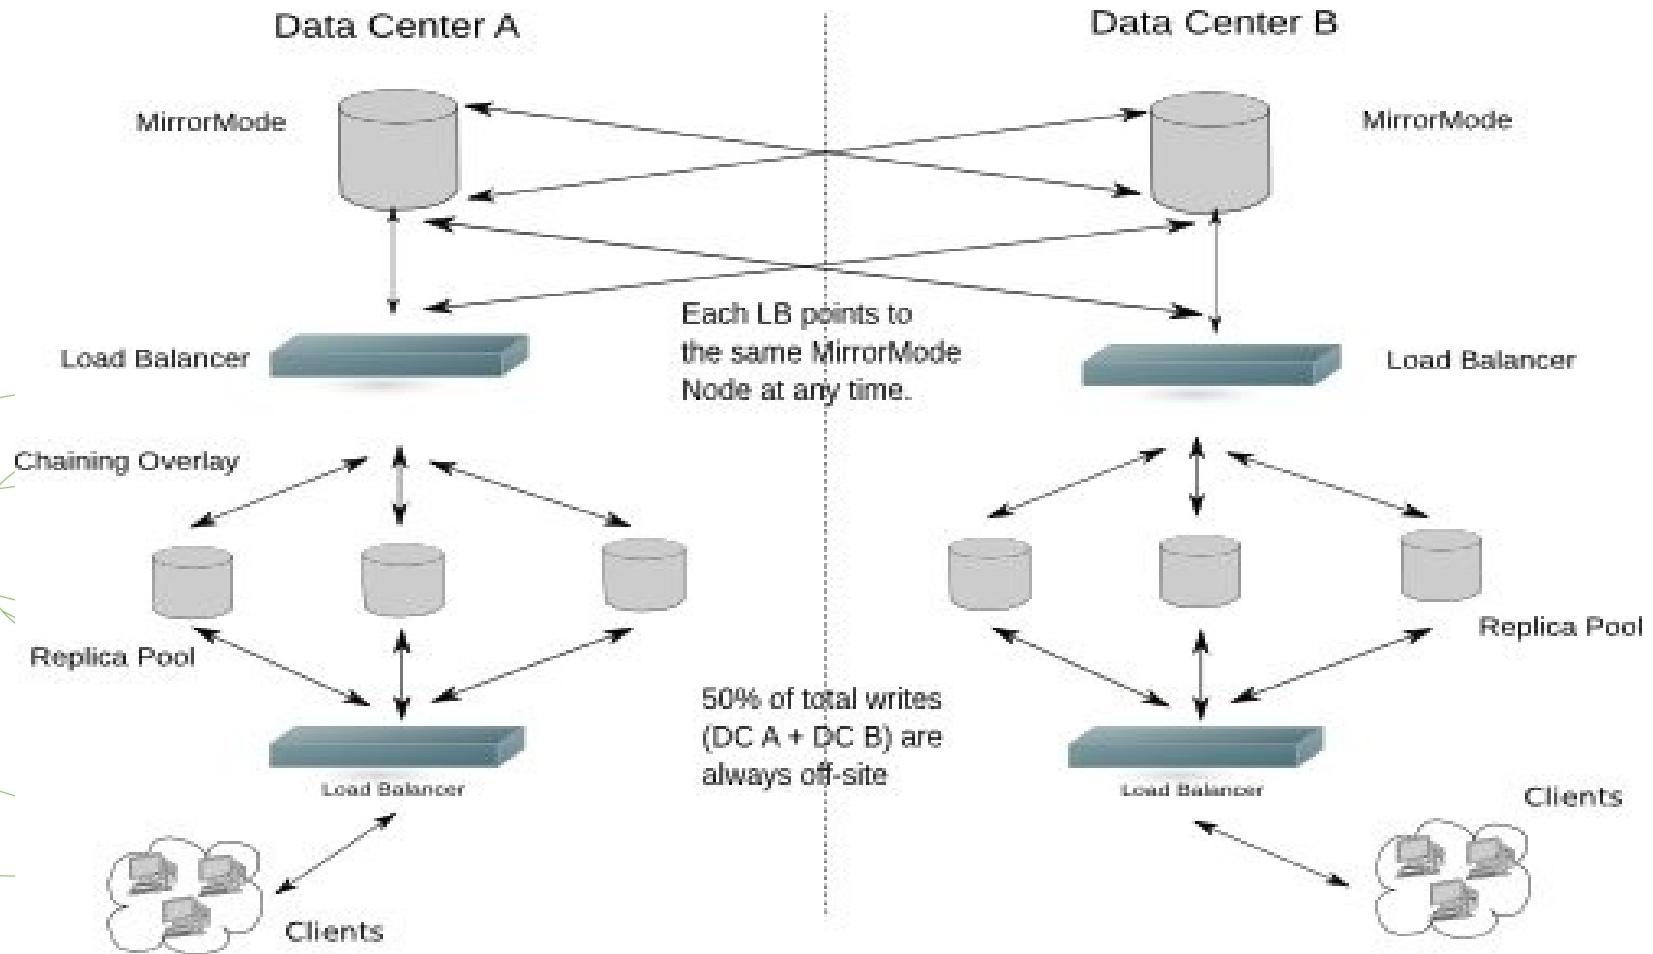 Data Center A
Data Center B
MirrorMode
MirrorMode
Each LB points to
the same MirrorMode
Node at any time.
Load Balancer
Load Balancer
Chaining Overlay
Replica Pool
Replica Pool
50% of total writes
(DC A + DC B) are
always off-site
Load Balancer
Load Balancer
Clients
Clients